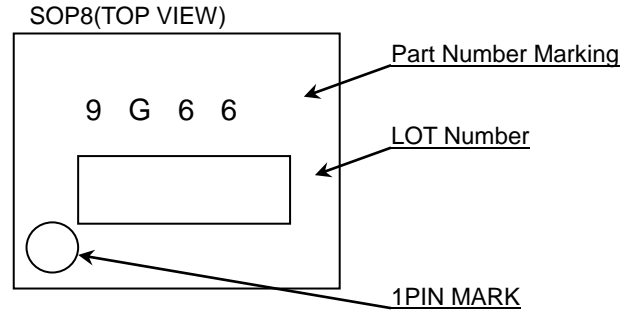 SOP8(TOP VIEW)
Part Number Marking
9 G 6 6
LOT Number
1PIN MARK